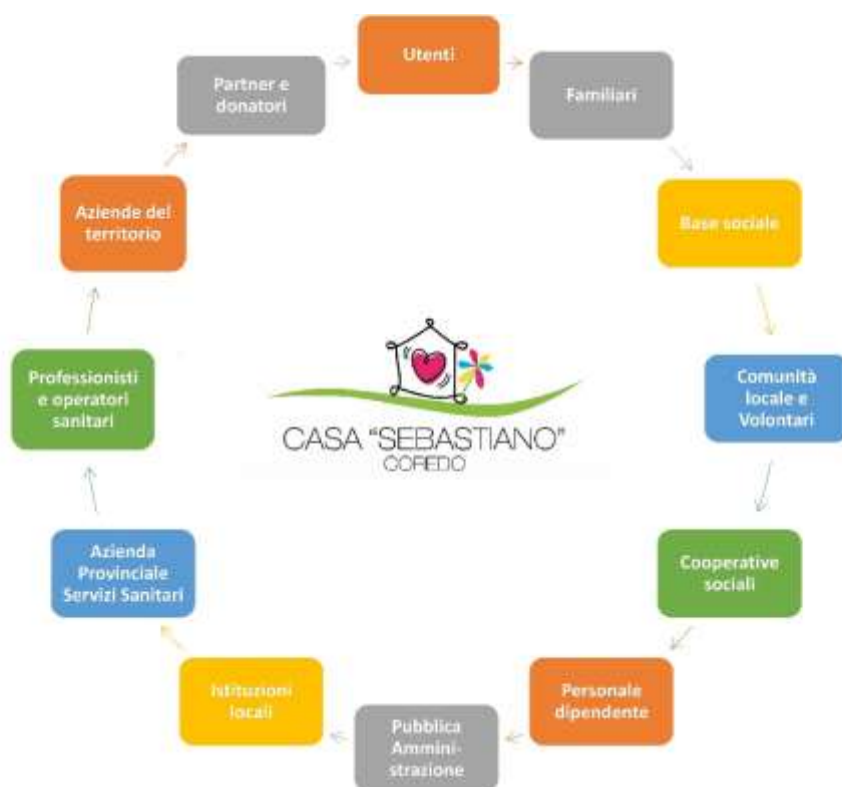 Utenti
Familiari
Base sociale
Comunità
locale e
Volontari
Cooperative
sociali
Personale
dipendente
Pubblica
Ammini-
strazione
Istituzioni
locali
Azienda
Provinciale
Servizi Sanitari
Professionisti
e operatori
sanitari
Aziende del
territorio
Partner e
donatori
CASA "SEBASTIANO"
COREDO